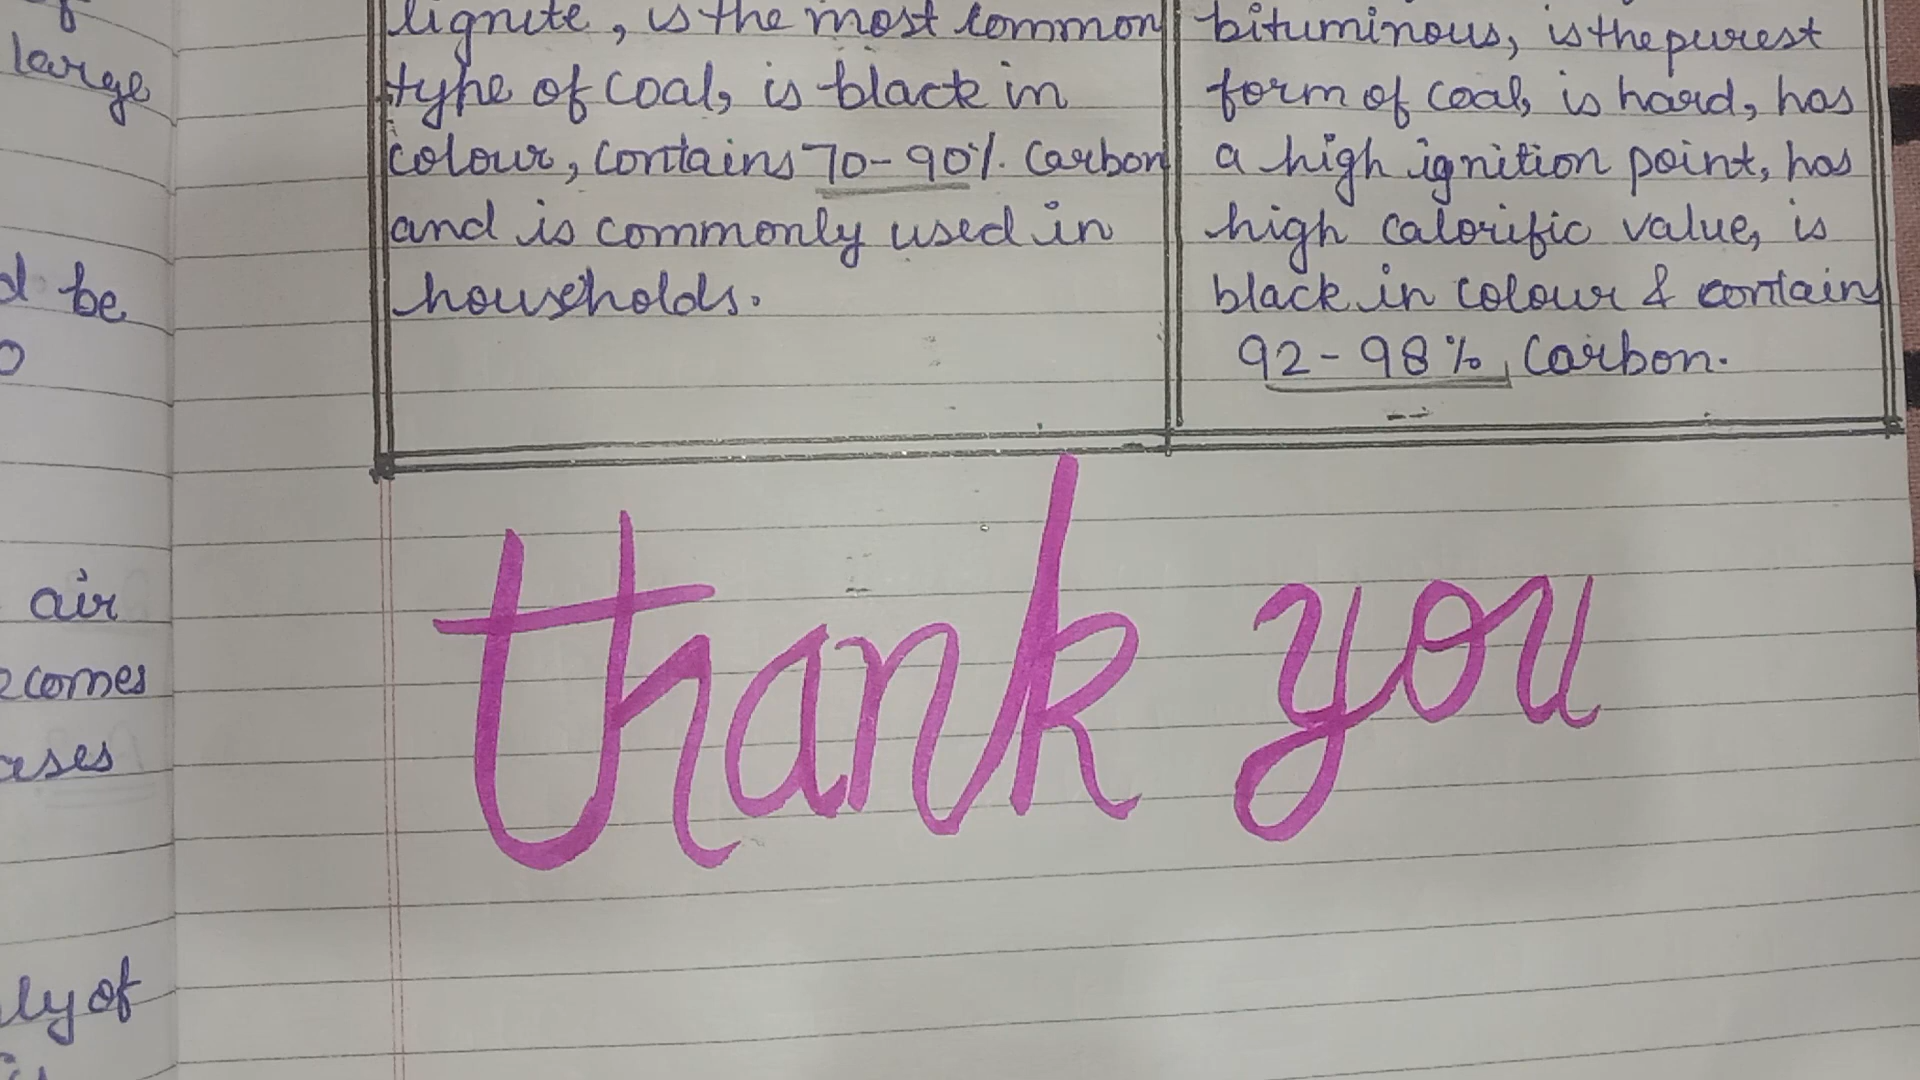 large
d be
air
comes
ases
ly of
lignite, is the most common
type of coal, is black in
colour, contains 70-90% Carbon
and is commonly used in
households.
bituminous, is the purest
form of coal, is hard, has
a high ignition point, has
high calorific value, is
black in colour & contain
92-98% Carbon.
thank you